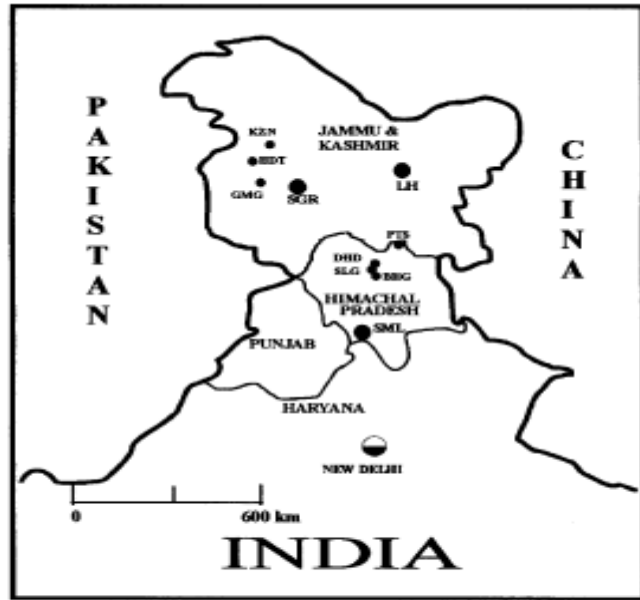 PAKISTAN
CHINA
KZN
JAMMU &
KASHMIR
HDT
GMG
SGR
LH
PTS
DHD
SLG
BHG
HIMACHAL
PRADESH
SML
PUNJAB
HARYANA
NEW DELHI
0
600 km
INDIA